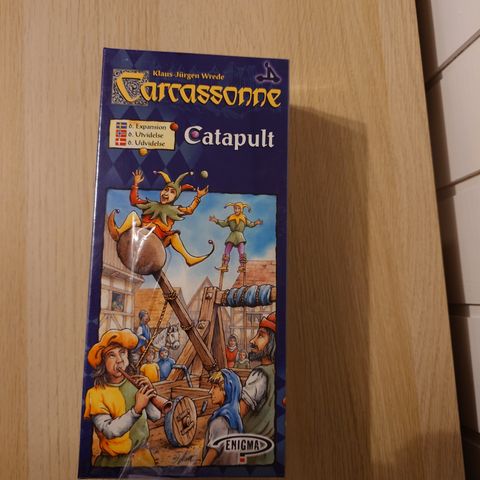 Klaus-Jürgen Wrede
Carcassonne
6. Expansion
6. Utvidelse
6. Udvidelse
Catapult
ENIGMA